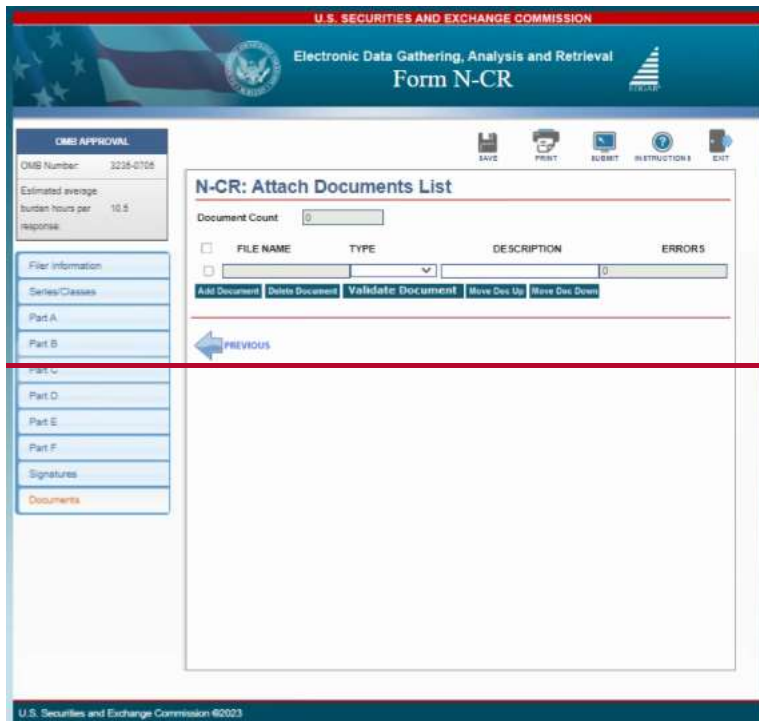 U.S. SECURITIES AND EXCHANGE COMMISSION
Electronic Data Gathering, Analysis and Retrieval
Form N-CR
EDGAR
OMB APPROVAL
OMB Number: 3235-0705
Estimated average
burden hours per 10.5
response:
SAVE PRINT SUBMIT INSTRUCTIONS EXIT
N-CR: Attach Documents List
Document Count 0
FILE NAME TYPE DESCRIPTION ERRORS
0
Add Document Delete Document Validate Document Move Doc Up Move Doc Down
PREVIOUS
Filer Information
Series/Classes
Part A
Part B
Part C
Part D
Part E
Part F
Signatures
Documents
U.S. Securities and Exchange Commission ©2023